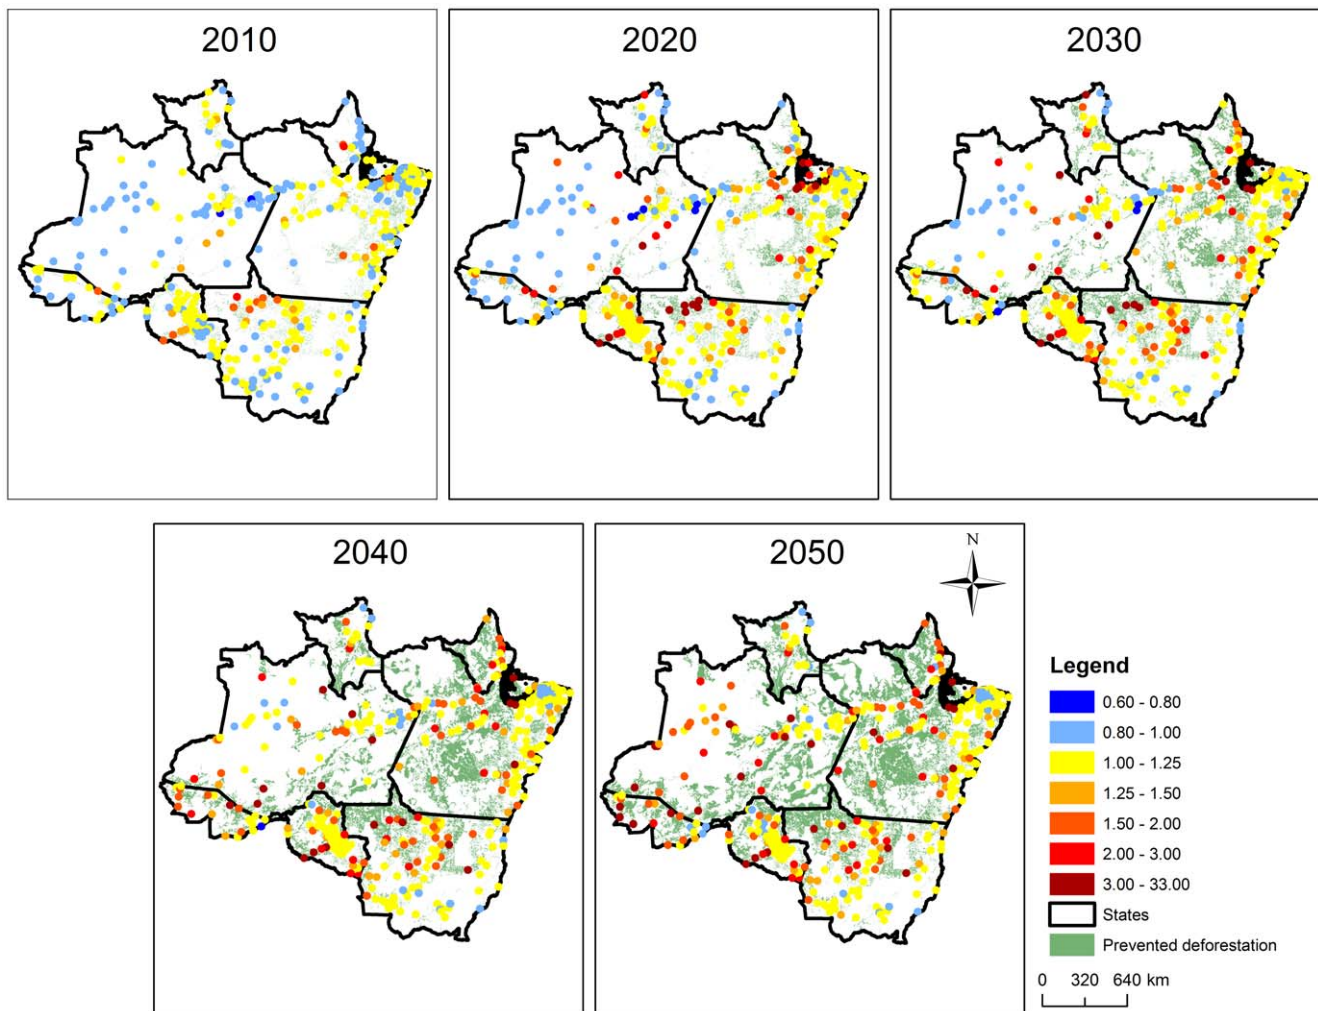 2010
2020
2030
2040
2050
N
Legend
0.60 - 0.80
0.80 - 1.00
1.00 - 1.25
1.25 - 1.50
1.50 - 2.00
2.00 - 3.00
3.00 - 33.00
States
Prevented deforestation
0 320 640 km